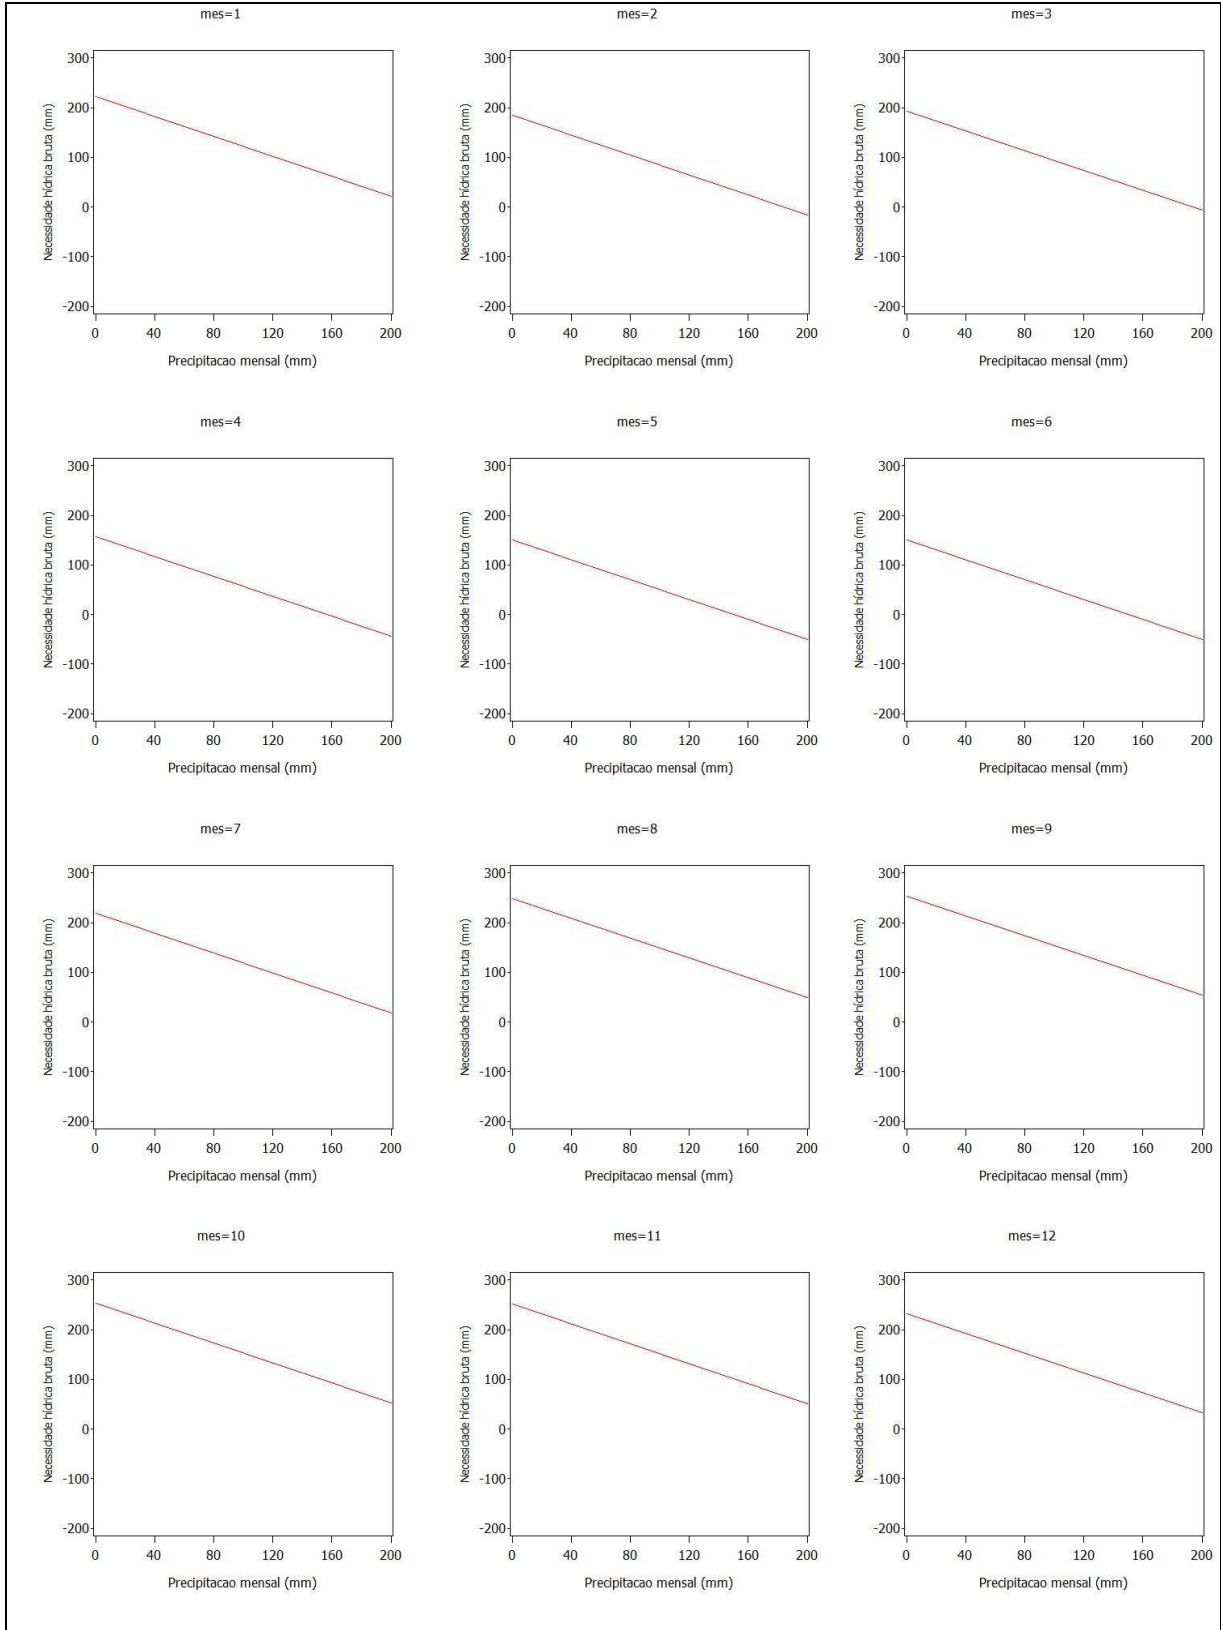 mes=1 mes=2 mes=3
Necessidade hídrica bruta (mm) Necessidade hídrica bruta (mm) Necessidade hídrica bruta (mm)
300 300 300
200 200 200
100 100 100
0 0 0
-100 -100 -100
-200 -200 -200
0 40 80 120 160 200 0 40 80 120 160 200 0 40 80 120 160 200
Precipitacao mensal (mm) Precipitacao mensal (mm) Precipitacao mensal (mm)
mes=4 mes=5 mes=6
Necessidade hídrica bruta (mm) Necessidade hídrica bruta (mm) Necessidade hídrica bruta (mm)
300 300 300
200 200 200
100 100 100
0 0 0
-100 -100 -100
-200 -200 -200
0 40 80 120 160 200 0 40 80 120 160 200 0 40 80 120 160 200
Precipitacao mensal (mm) Precipitacao mensal (mm) Precipitacao mensal (mm)
mes=7 mes=8 mes=9
Necessidade hídrica bruta (mm) Necessidade hídrica bruta (mm) Necessidade hídrica bruta (mm)
300 300 300
200 200 200
100 100 100
0 0 0
-100 -100 -100
-200 -200 -200
0 40 80 120 160 200 0 40 80 120 160 200 0 40 80 120 160 200
Precipitacao mensal (mm) Precipitacao mensal (mm) Precipitacao mensal (mm)
mes=10 mes=11 mes=12
Necessidade hídrica bruta (mm) Necessidade hídrica bruta (mm) Necessidade hídrica bruta (mm)
300 300 300
200 200 200
100 100 100
0 0 0
-100 -100 -100
-200 -200 -200
0 40 80 120 160 200 0 40 80 120 160 200 0 40 80 120 160 200
Precipitacao mensal (mm) Precipitacao mensal (mm) Precipitacao mensal (mm)